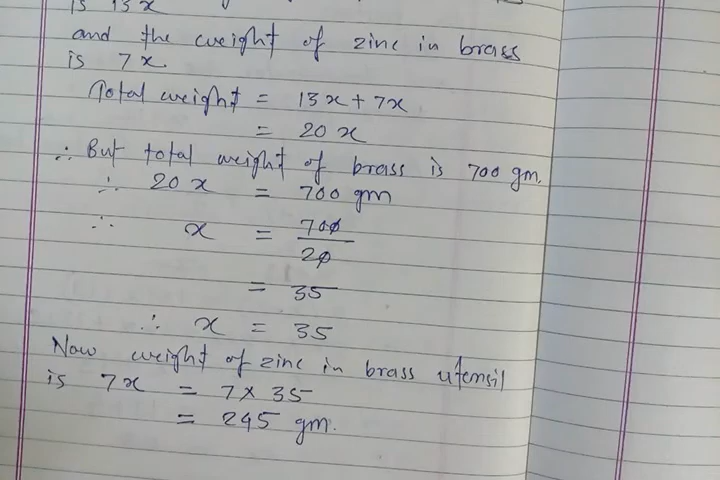 is 13x
and the weight of zinc in brass
is 7x.
Total weight = 13x + 7x
= 20x
∴ But total weight of brass is 700 gm.
∴ 20x = 700 gm
∴ x = 700/20
= 35
∴ x = 35
Now weight of zinc in brass utensil
is 7x = 7 × 35
= 245 gm.